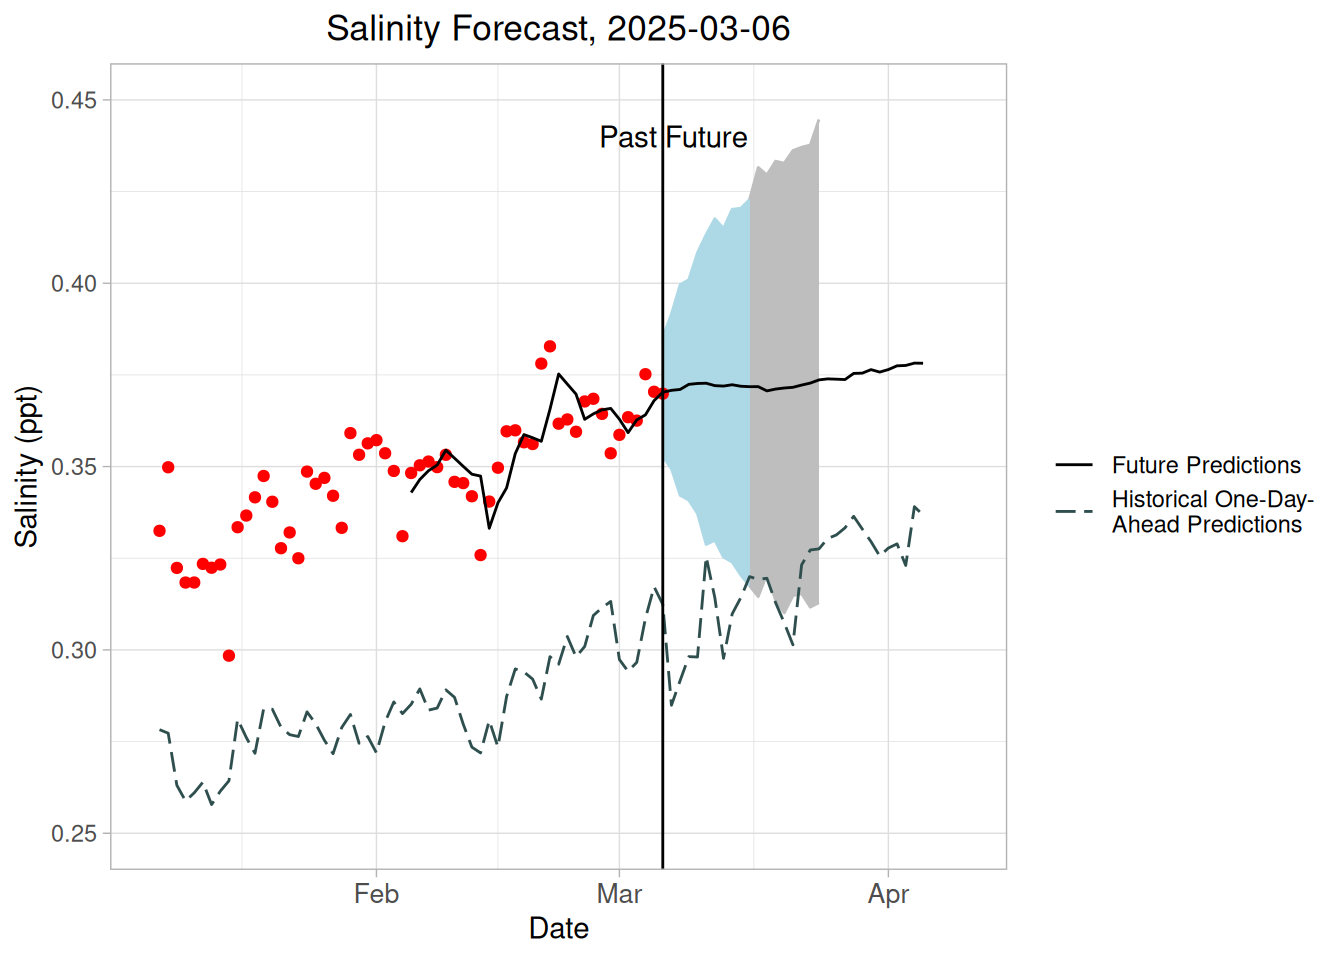 Salinity Forecast, 2025-03-06
Salinity (ppt)
0.45
0.40
0.35
0.30
0.25
Past Future
Feb
Mar
Apr
Date
Future Predictions
Historical One-Day-
Ahead Predictions